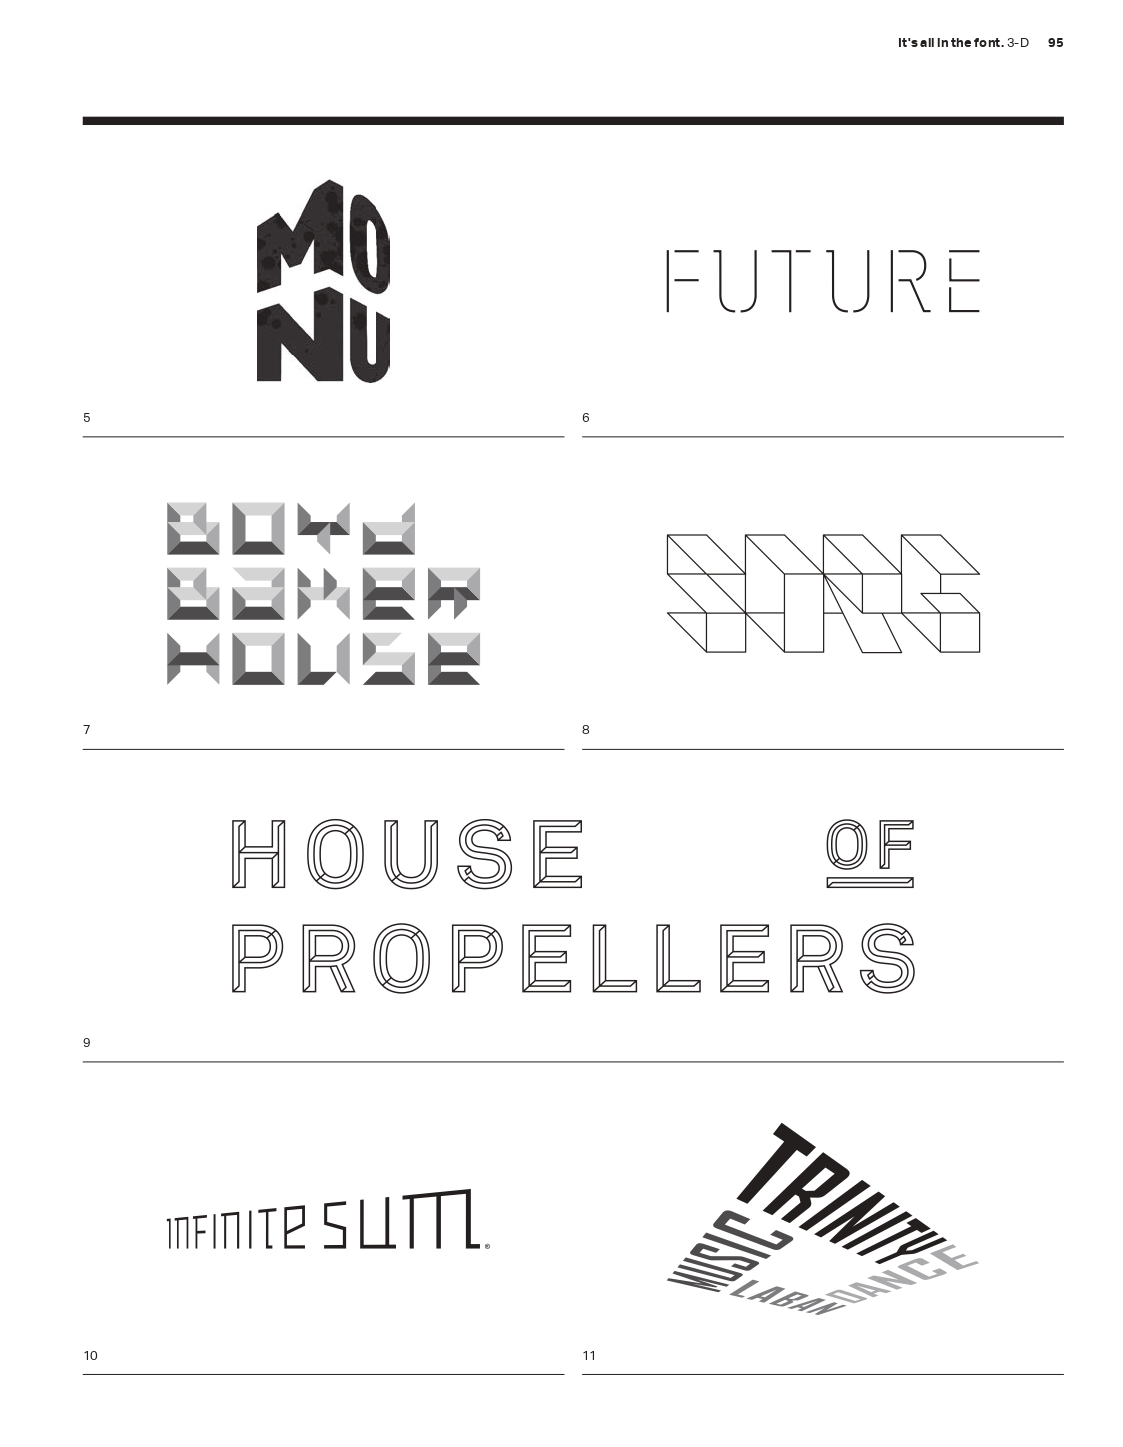 It's all in the font. 3-D 95
MO
NU
5
FUTURE
6
BOYd
BaKER
HOUSE
7
8
HOUSE OF
PROPELLERS
9
infinite sum®
10
TRINITY
MUSIC
LABAN
DANCE
11